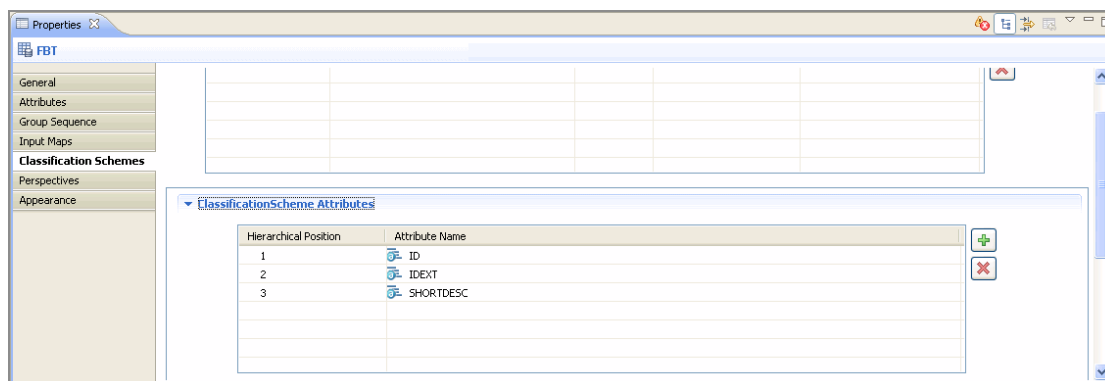 Properties
FBT
General
Attributes
Group Sequence
Input Maps
Classification Schemes
Perspectives
Appearance
ClassificationScheme Attributes
Hierarchical Position Attribute Name
1 ID
2 IDEXT
3 SHORTDESC